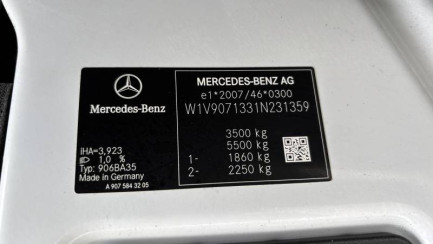 Mercedes-Benz
iHA=3,923
1,0 %
Typ: 906BA35
Made in Germany
A 907 584 32 05
MERCEDES-BENZ AG
e1*2007/46*0300
W1V9071331N231359
3500 kg
5500 kg
1- 1860 kg
2- 2250 kg